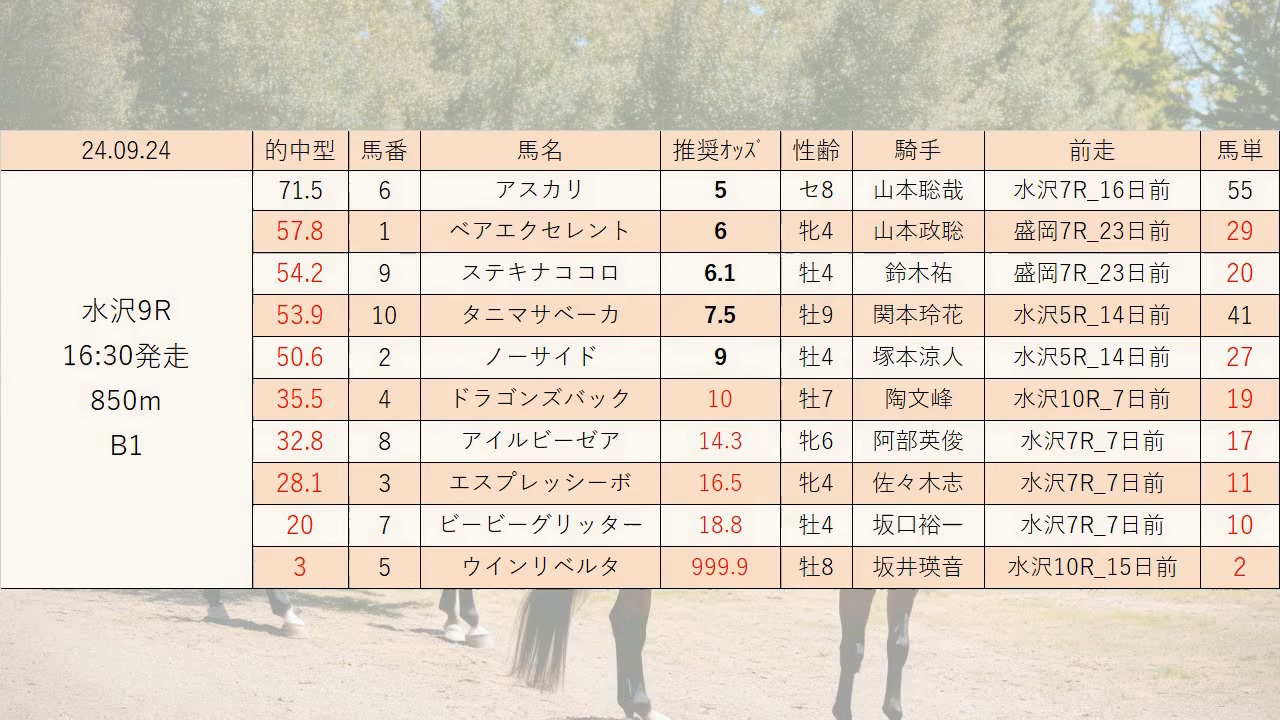 24.09.24 的中型 馬番 馬名 推奨ｵｯｽﾞ 性齢 騎手 前走 馬単
71.5 6 アスカリ 5 セ8 山本聡哉 水沢7R_16日前 55
57.8 1 ベアエクセレント 6 牝4 山本政聡 盛岡7R_23日前 29
54.2 9 ステキナココロ 6.1 牡4 鈴木祐 盛岡7R_23日前 20
53.9 10 タニマサベーカ 7.5 牡9 関本玲花 水沢5R_14日前 41
50.6 2 ノーサイド 9 牡4 塚本涼人 水沢5R_14日前 27
35.5 4 ドラゴンズバック 10 牡7 陶文峰 水沢10R_7日前 19
32.8 8 アイルビーゼア 14.3 牝6 阿部英俊 水沢7R_7日前 17
28.1 3 エスプレッシーボ 16.5 牝4 佐々木志 水沢7R_7日前 11
20 7 ビービーグリッター 18.8 牡4 坂口裕一 水沢7R_7日前 10
3 5 ウインリベルタ 999.9 牡8 坂井瑛音 水沢10R_15日前 2
水沢9R
16:30発走
850m
B1